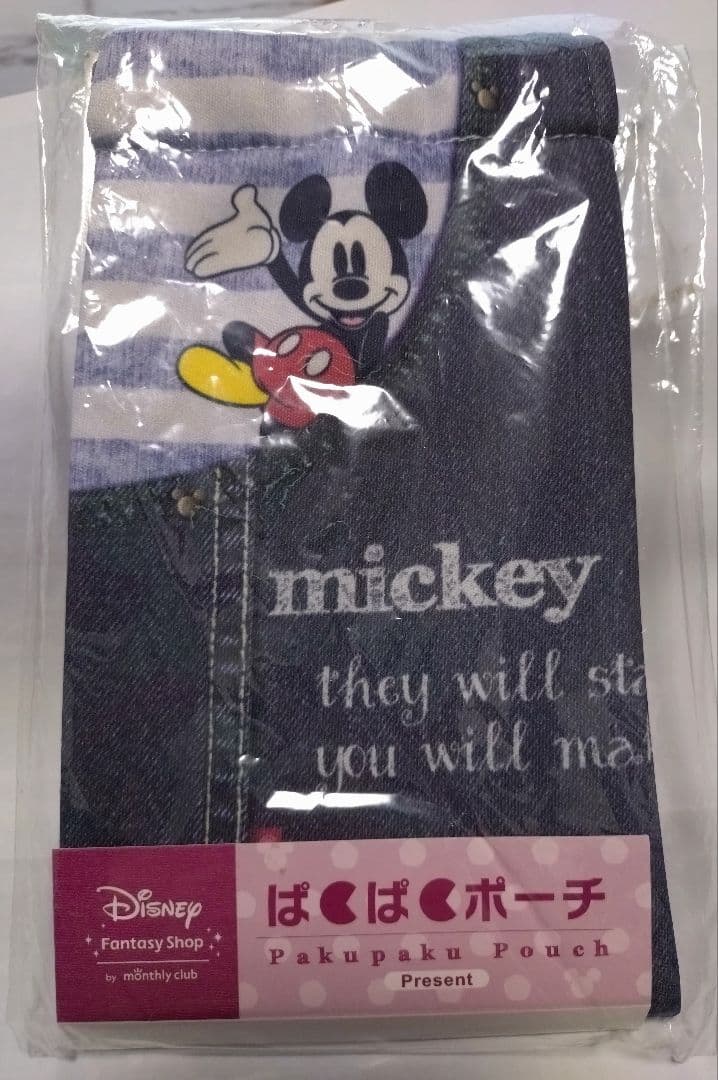 mickey
they will sta
you will ma
Disney
Fantasy Shop
by monthly club
ぱくぱくポーチ
Pakupaku Pouch
Present